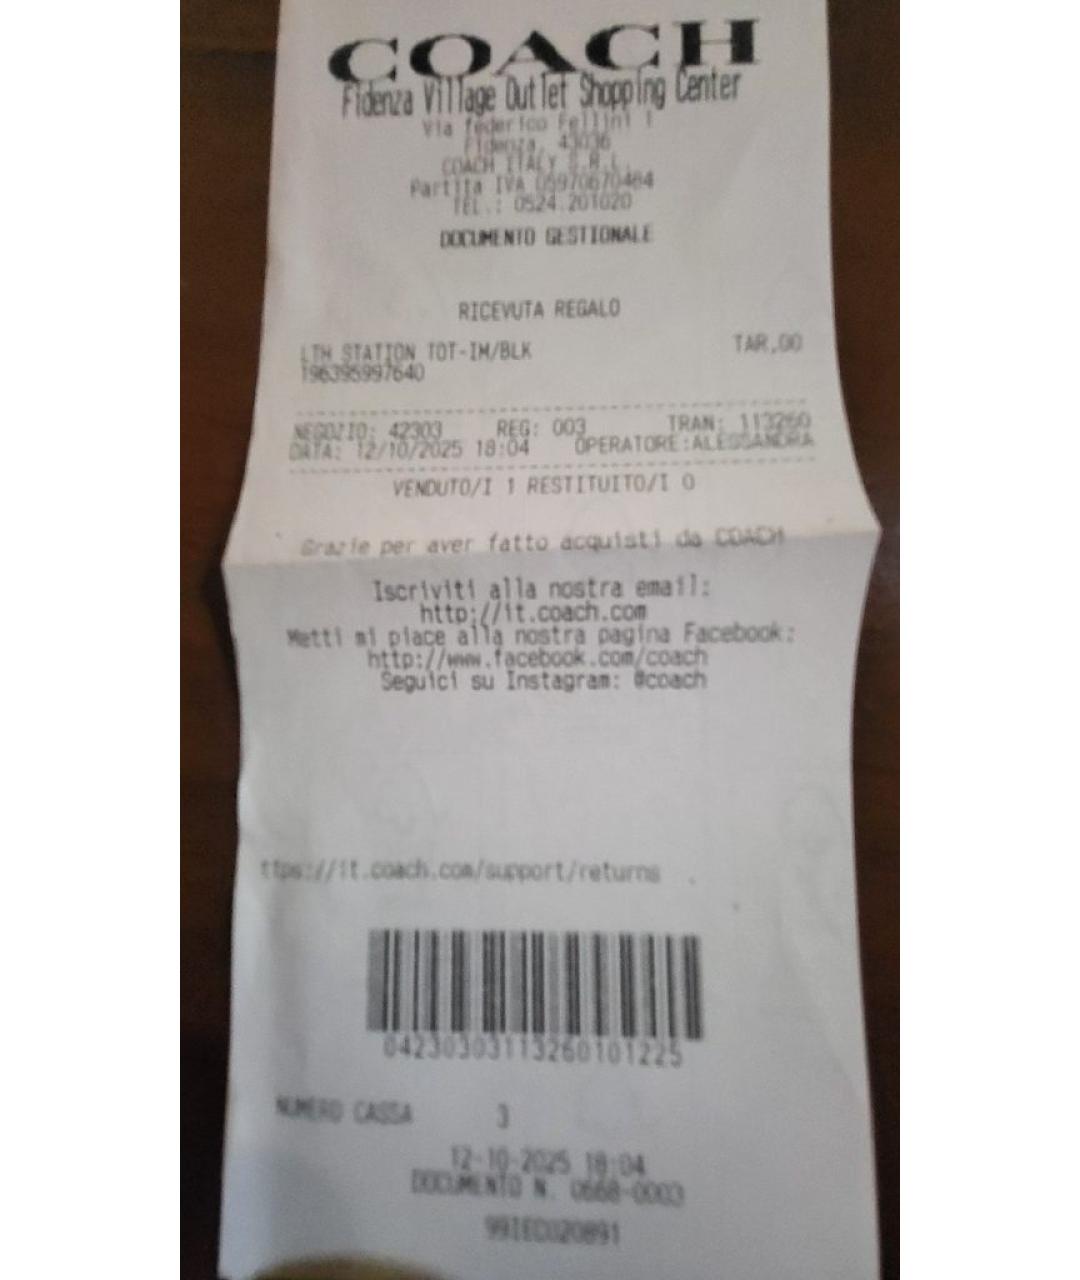 COACH
Fidenza Village Outlet Shopping Center
Via federico Fellini 1
Fidenza, 43036
COACH ITALY S.R.L.
Partita IVA 05970670484
TEL.: 0524.201020
DOCUMENTO GESTIONALE
RICEVUTA REGALO
LTH STATION TOT-IM/BLK TAR,00
196395997640
NEGOZIO: 42303 REG: 003 TRAN: 113260
DATA: 12/10/2025 18:04 OPERATORE:ALESSANDRA
VENDUTO/I 1 RESTITUITO/I 0
Grazie per aver fatto acquisti da COACH
Iscriviti alla nostra email:
http://it.coach.com
Metti mi piace alla nostra pagina Facebook:
http://www.facebook.com/coach
Seguici su Instagram: @coach
ttps://it.coach.com/support/returns
04230303113260101225
NUMERO CASSA 3
12-10-2025 18:04
DOCUMENTO N. 0668-0003
99IEC020891